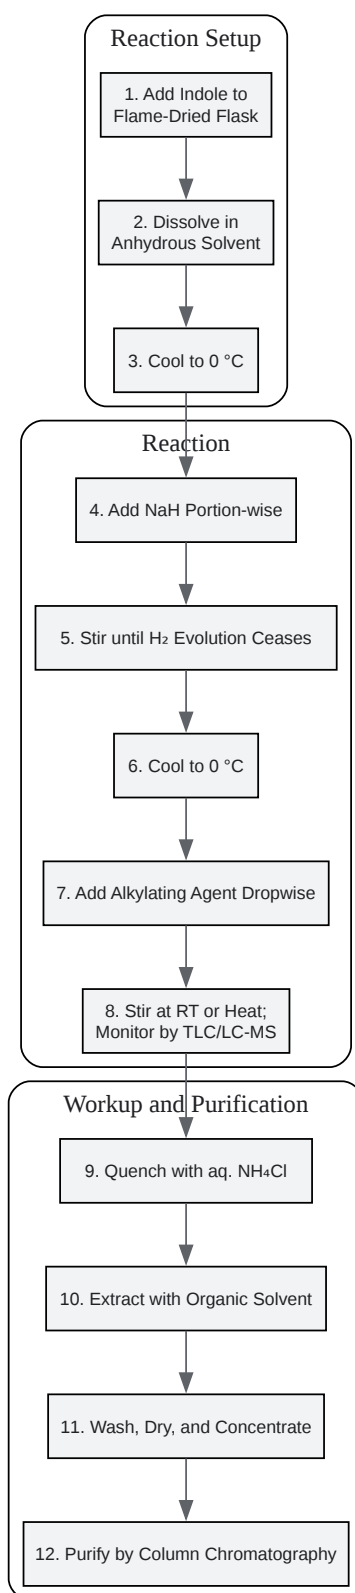 Reaction Setup
1. Add Indole to
Flame-Dried Flask
2. Dissolve in
Anhydrous Solvent
3. Cool to 0 °C
Reaction
4. Add NaH Portion-wise
5. Stir until H₂ Evolution Ceases
6. Cool to 0 °C
7. Add Alkylating Agent Dropwise
8. Stir at RT or Heat;
Monitor by TLC/LC-MS
Workup and Purification
9. Quench with aq. NH₄Cl
10. Extract with Organic Solvent
11. Wash, Dry, and Concentrate
12. Purify by Column Chromatography